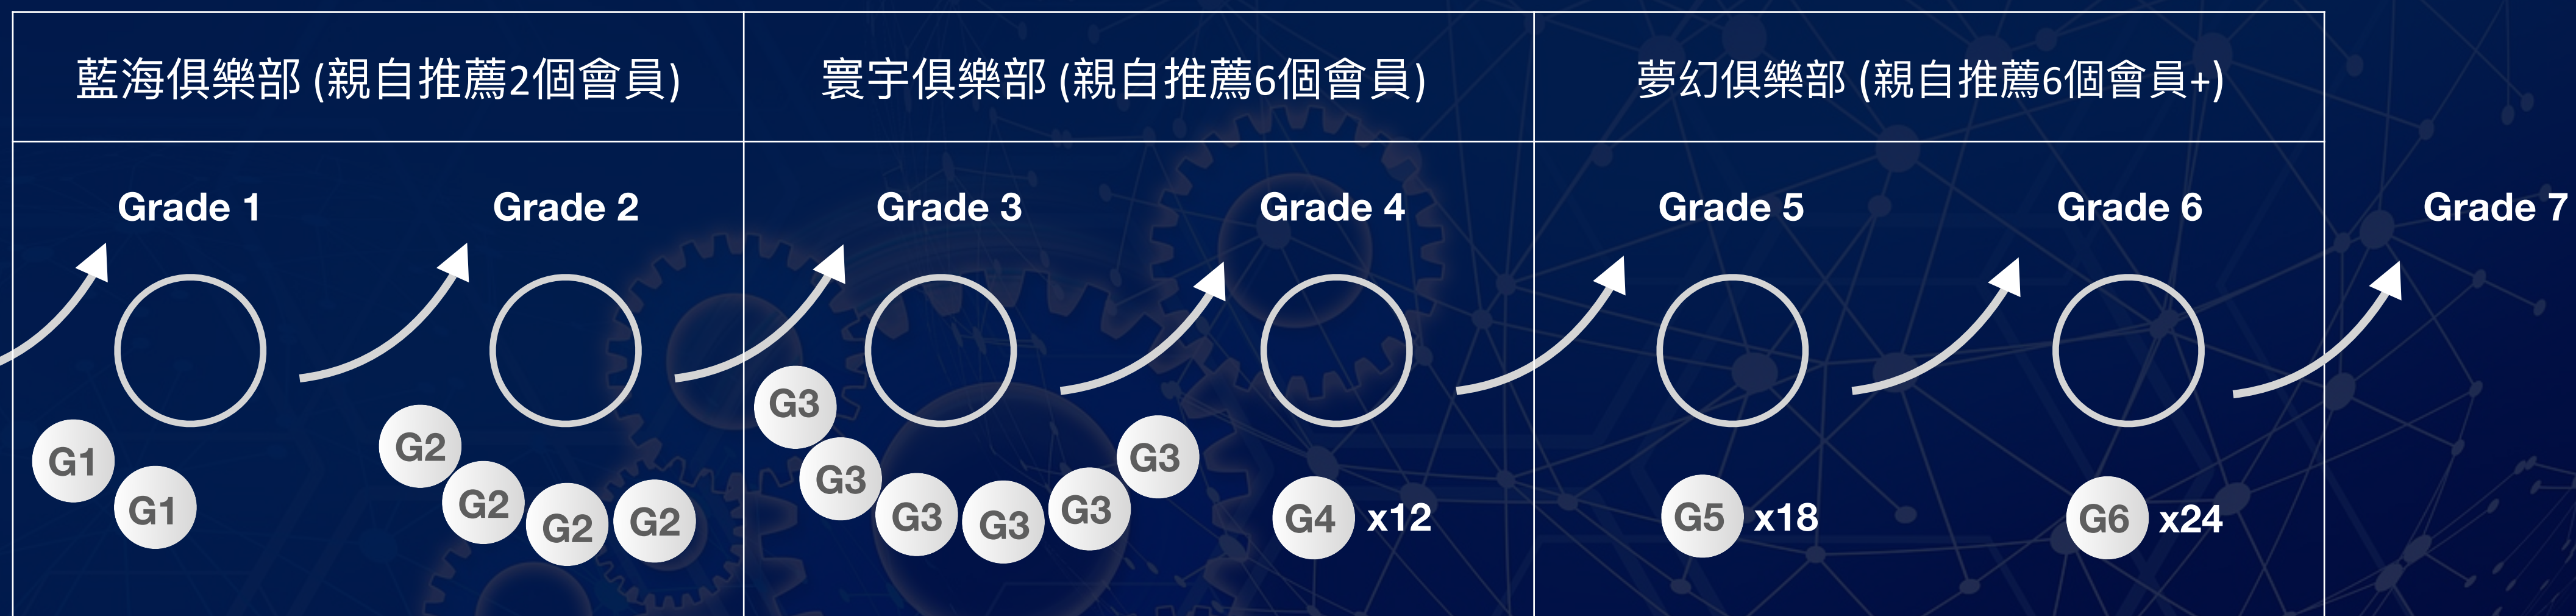 藍海俱樂部 (親自推薦2個會員)
寰宇俱樂部 (親自推薦6個會員)
夢幻俱樂部 (親自推薦6個會員+)
Grade 1
Grade 2
Grade 3
Grade 4
Grade 5
Grade 6
Grade 7
G1
G1
G2
G2
G2
G2
G3
G3
G3
G3
G3
G3
G4 x12
G5 x18
G6 x24